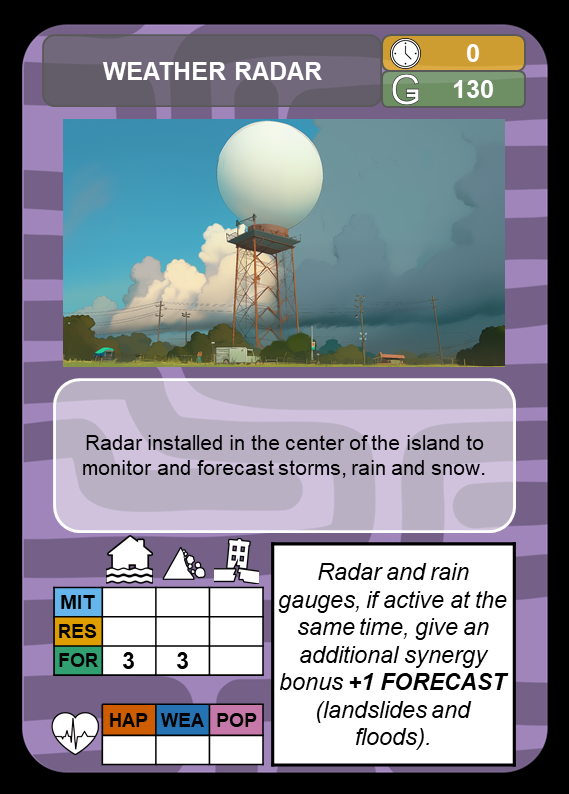 WEATHER RADAR
0
G 130
Radar installed in the center of the island to
monitor and forecast storms, rain and snow.
MIT
RES
FOR 3 3
HAP WEA POP
Radar and rain
gauges, if active at the
same time, give an
additional synergy
bonus +1 FORECAST
(landslides and
floods).